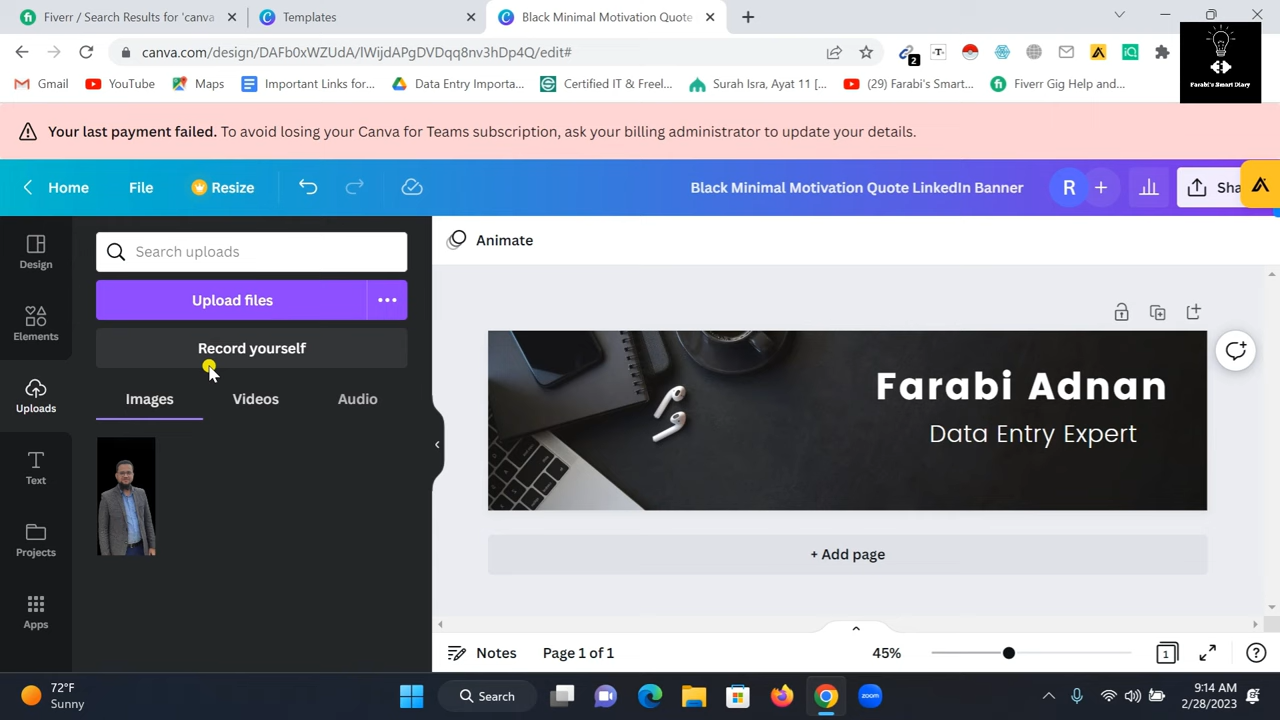 Fiverr / Search Results for 'canva
Templates
Black Minimal Motivation Quote
canva.com/design/DAFb0xWZUdA/lWijdAPgDVDqq8nv3hDp4Q/edit#
2
Gmail
YouTube
Maps
Important Links for...
Data Entry Importa...
Certified IT & Freel...
Surah Isra, Ayat 11 [...
(29) Farabi's Smart...
Fiverr Gig Help and...
Farabi's Smart Diary
Your last payment failed. To avoid losing your Canva for Teams subscription, ask your billing administrator to update your details.
Home
File
Resize
Black Minimal Motivation Quote LinkedIn Banner
R
Sha
Design
Elements
Uploads
Text
Projects
Apps
Search uploads
Upload files
Record yourself
Images
Videos
Audio
Animate
Farabi Adnan
Data Entry Expert
+ Add page
Notes
Page 1 of 1
45%
1
72°F
Sunny
Search
zoom
9:14 AM
2/28/2023